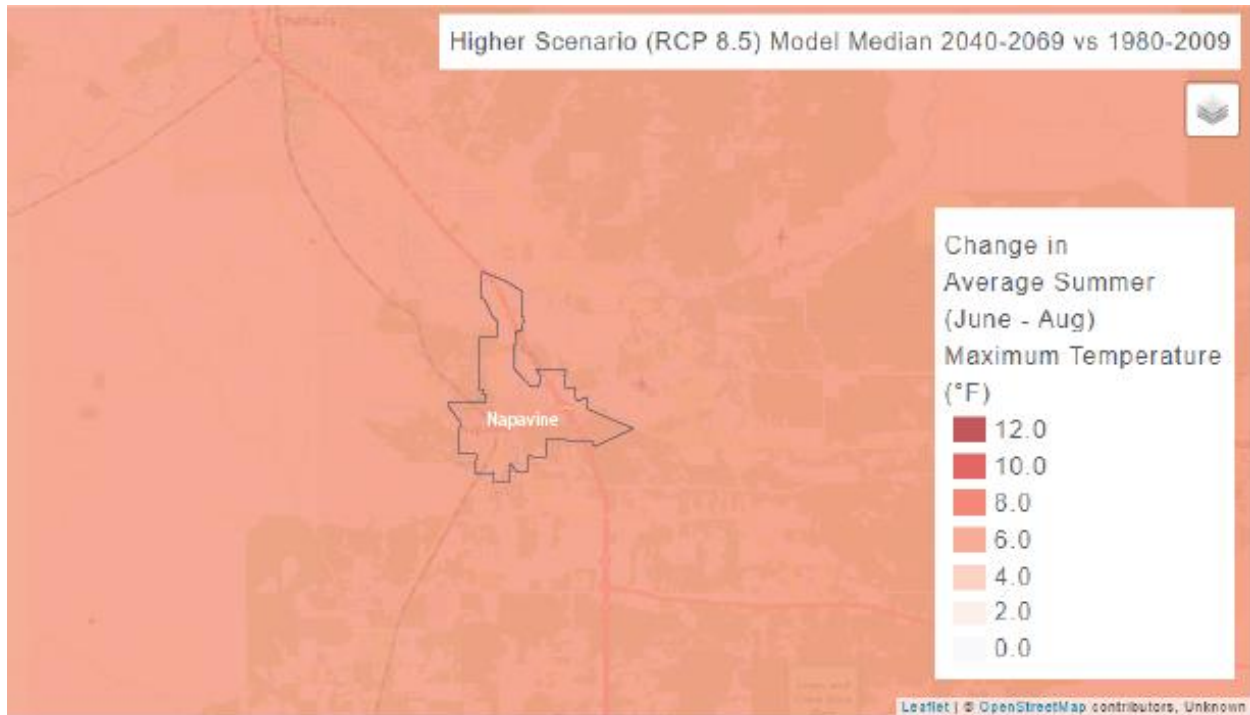 Chehalis
Higher Scenario (RCP 8.5) Model Median 2040-2069 vs 1980-2009
Change in
Average Summer
(June - Aug)
Maximum Temperature
(°F)
12.0
10.0
8.0
6.0
4.0
2.0
0.0
Napavine
Leaflet | © OpenStreetMap contributors, Unknown